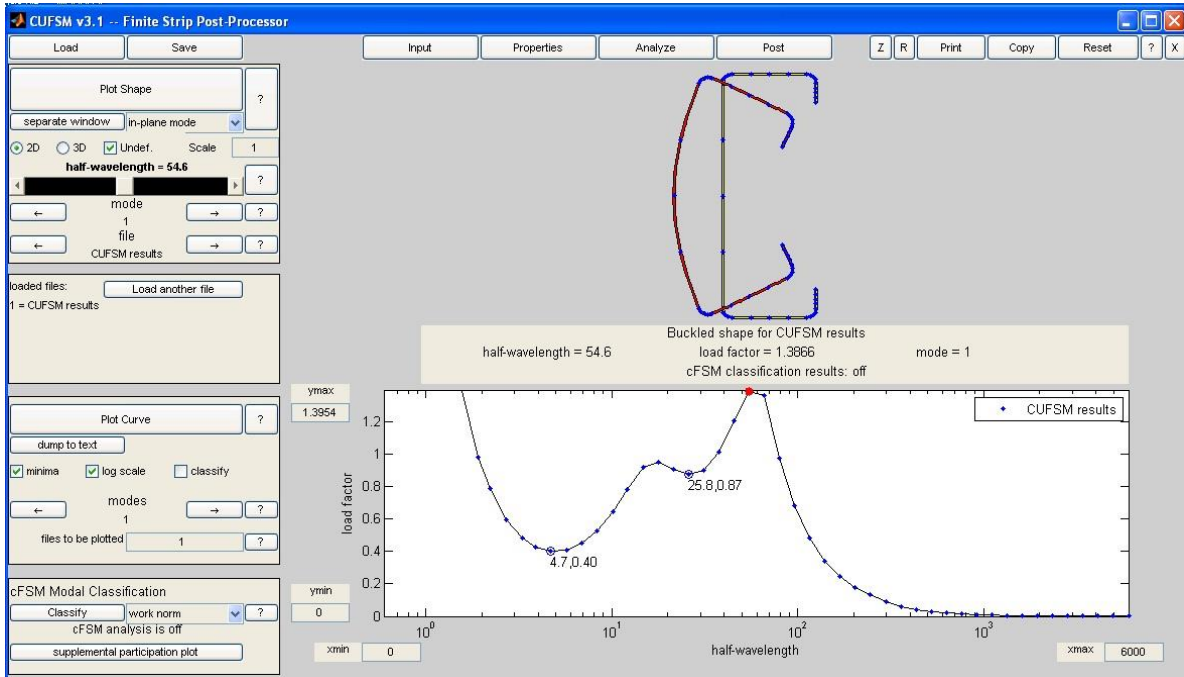 CUFSM v3.1 -- Finite Strip Post-Processor
Load Save Input Properties Analyze Post Z R Print Copy Reset ? X
Plot Shape ?
separate window in-plane mode
2D 3D Undef. Scale 1
half-wavelength = 54.6
?
mode
← → ?
1
file
← → ?
CUFSM results
loaded files: Load another file
1 = CUFSM results
Buckled shape for CUFSM results
half-wavelength = 54.6 load factor = 1.3866 mode = 1
cFSM classification results: off
Plot Curve ?
dump to text
minima log scale classify
modes
← → ?
1
files to be plotted 1 ?
cFSM Modal Classification
Classify work norm ?
cFSM analysis is off
supplemental participation plot
ymax
1.3954
ymin
0
xmin 0
load factor
1.2
1
0.8
0.6
0.4
0.2
0
CUFSM results
25.8,0.87
4.7,0.40
10^0 10^1 10^2 10^3
half-wavelength
xmax 6000